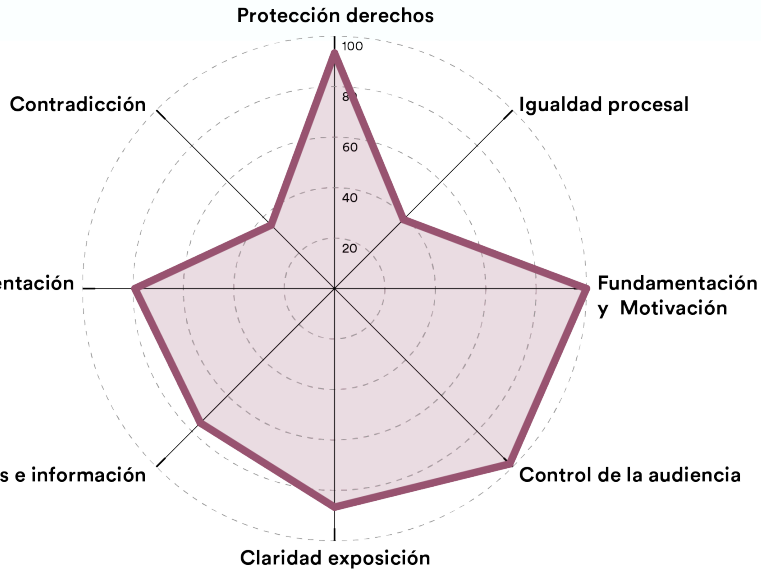 Protección derechos
100
Contradicción
80
Igualdad procesal
60
40
20
entación
Fundamentación
y Motivación
s e información
Control de la audiencia
Claridad exposición